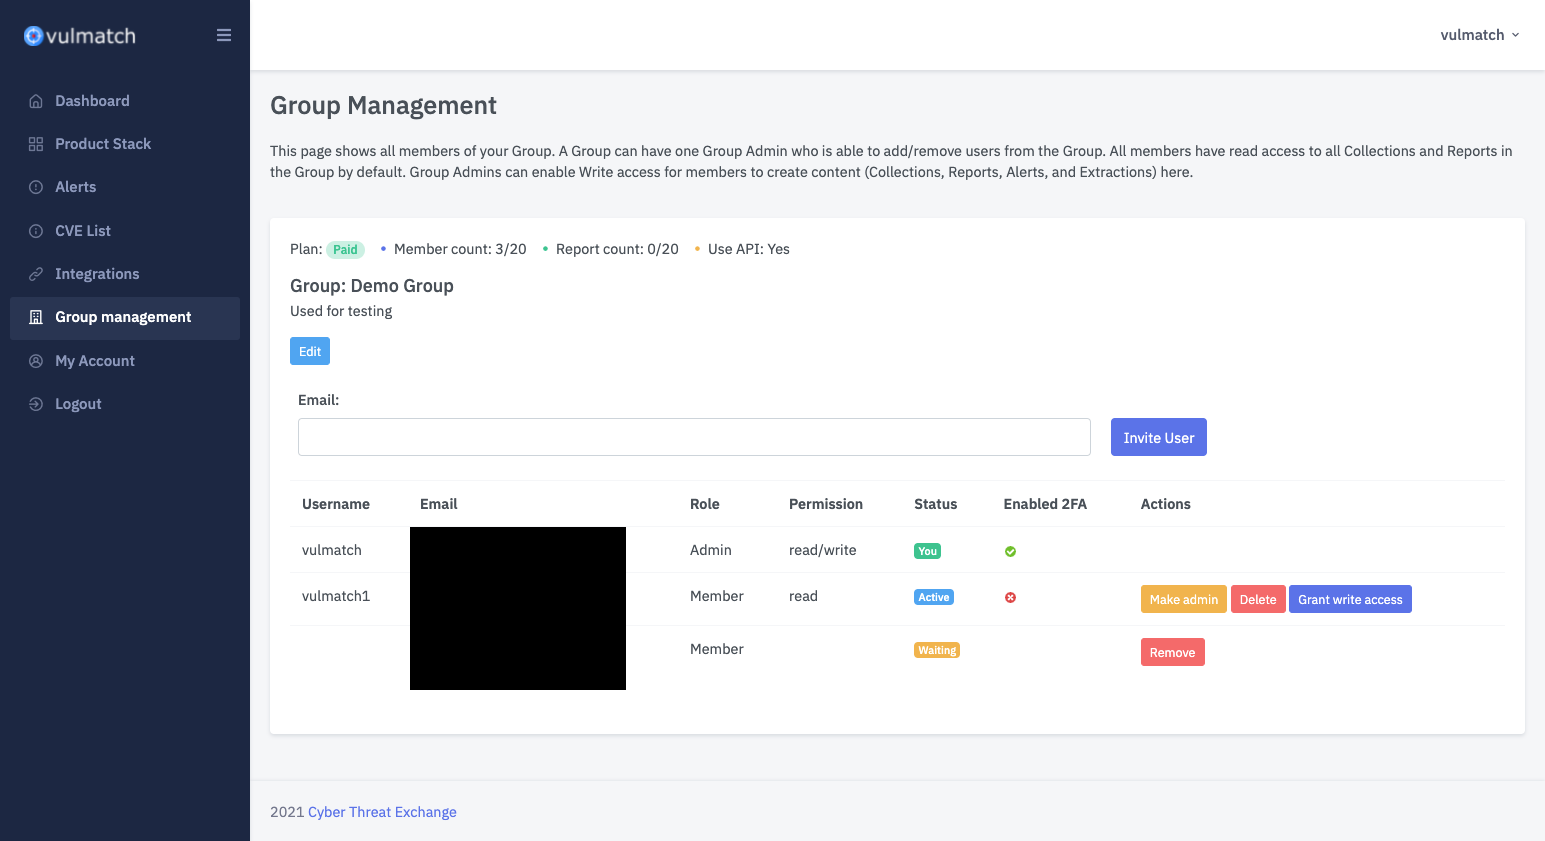 vulmatch
vulmatch
Dashboard
Product Stack
Alerts
CVE List
Integrations
Group management
My Account
Logout
Group Management
This page shows all members of your Group. A Group can have one Group Admin who is able to add/remove users from the Group. All members have read access to all Collections and Reports in
the Group by default. Group Admins can enable Write access for members to create content (Collections, Reports, Alerts, and Extractions) here.
Plan: Paid • Member count: 3/20 • Report count: 0/20 • Use API: Yes
Group: Demo Group
Used for testing
Edit
Email:
Invite User
Username Email Role Permission Status Enabled 2FA Actions
vulmatch Admin read/write You
vulmatch1 Member read Active Make admin Delete Grant write access
Member Waiting Remove
2021 Cyber Threat Exchange